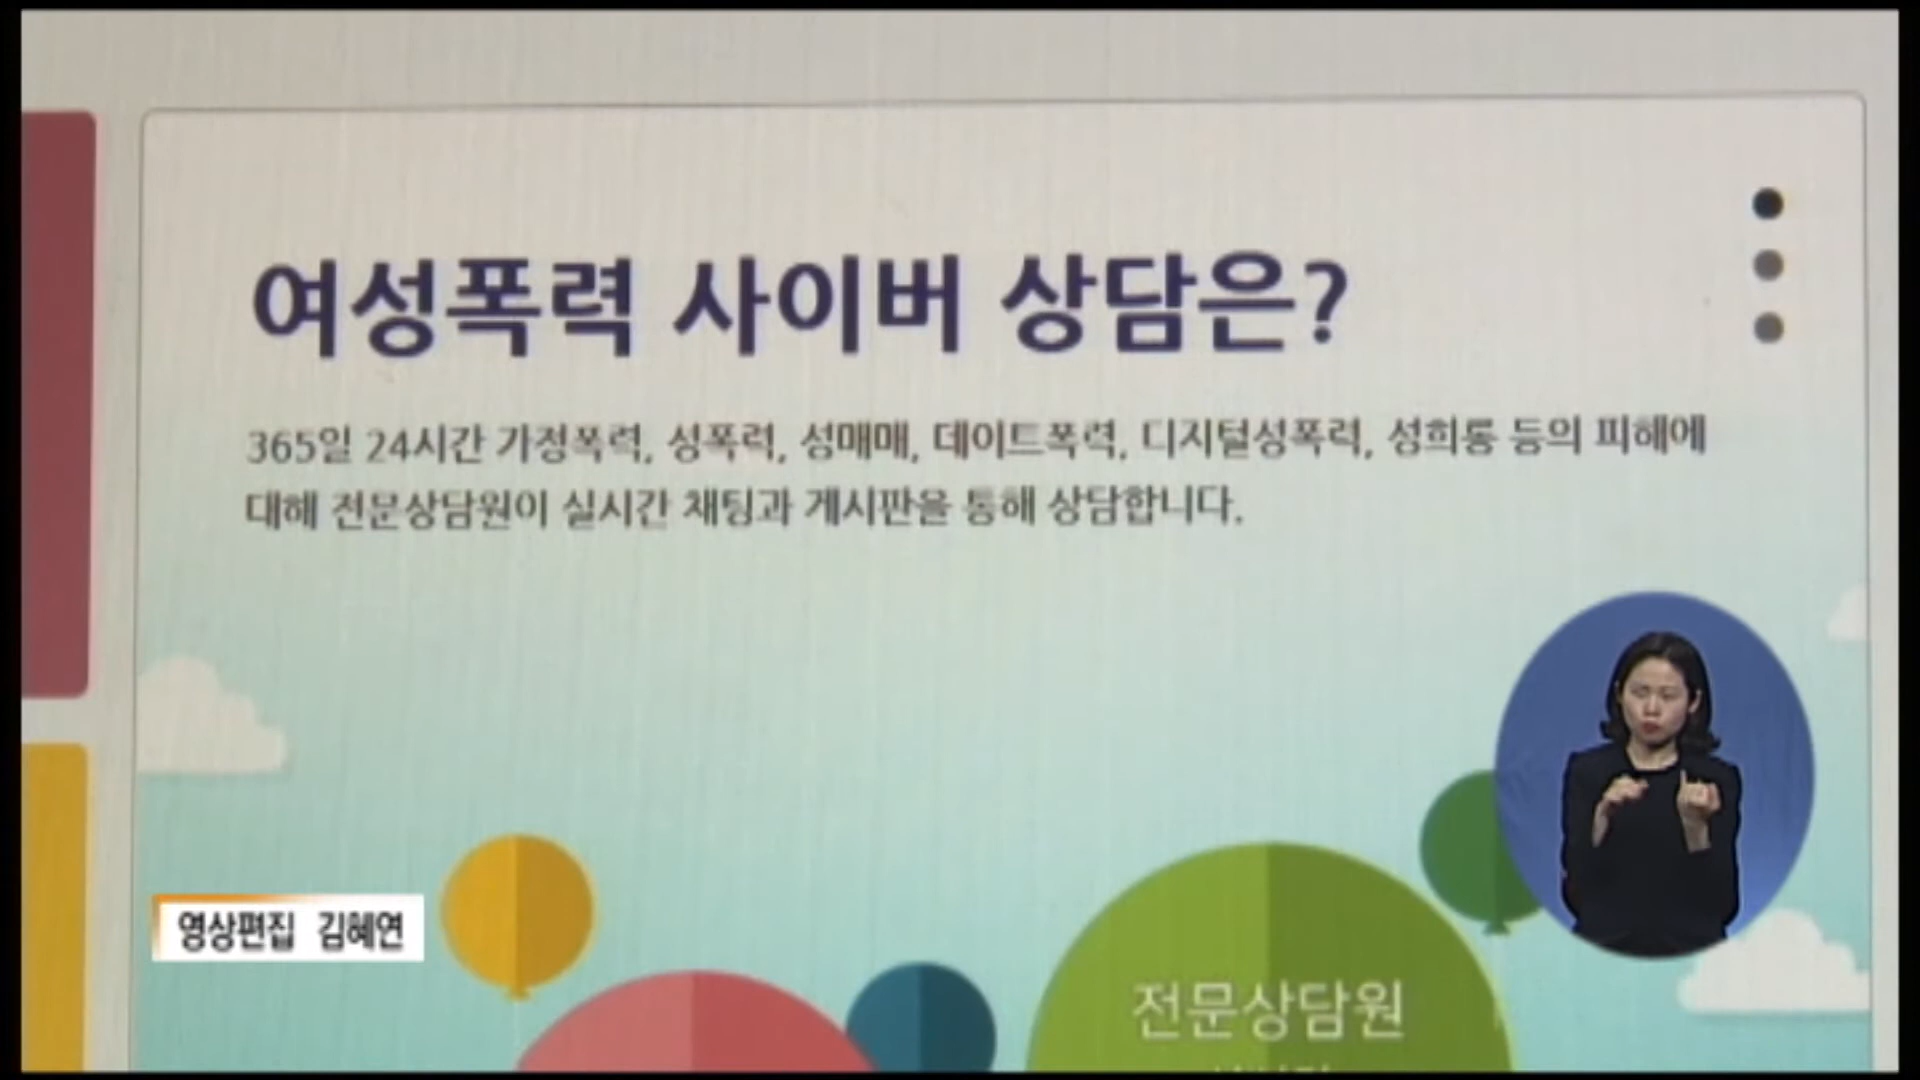 여성폭력 사이버 상담은?
365일 24시간 가정폭력, 성폭력, 성매매, 데이트폭력, 디지털성폭력, 성희롱 등의 피해에
대해 전문상담원이 실시간 채팅과 게시판을 통해 상담합니다.
영상편집 김혜연
전문상담원